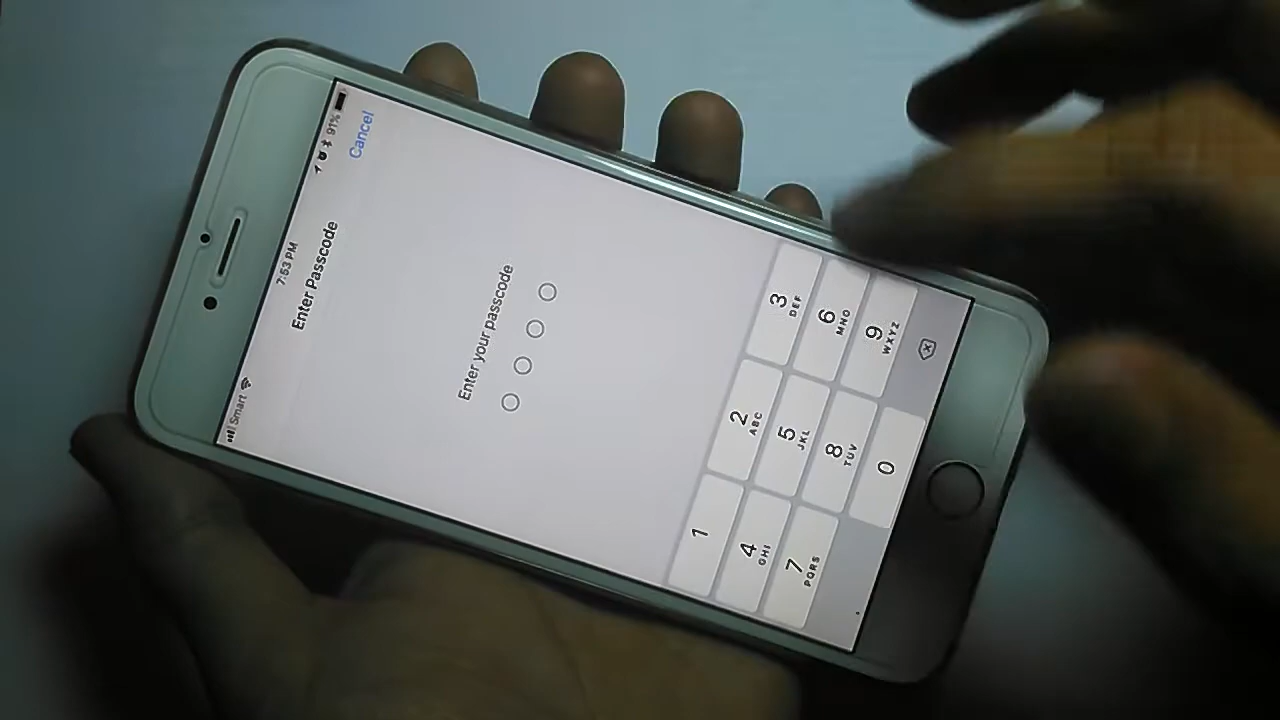 Smart 7:53 PM 91%
Enter Passcode Cancel
Enter your passcode
1 2 3
ABC DEF
4 5 6
GHI JKL MNO
7 8 9
PQRS TUV WXYZ
0